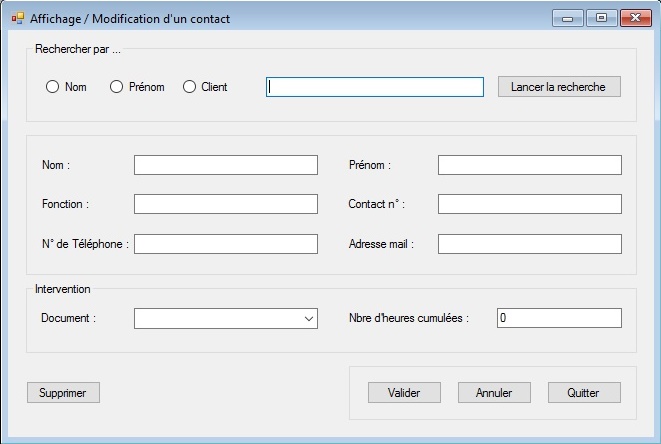 Affichage / Modification d'un contact
Rechercher par ...
Nom Prénom Client Lancer la recherche
Nom : Prénom :
Fonction : Contact n° :
N° de Téléphone : Adresse mail :
Intervention
Document : Nbre d'heures cumulées : 0
Supprimer Valider Annuler Quitter